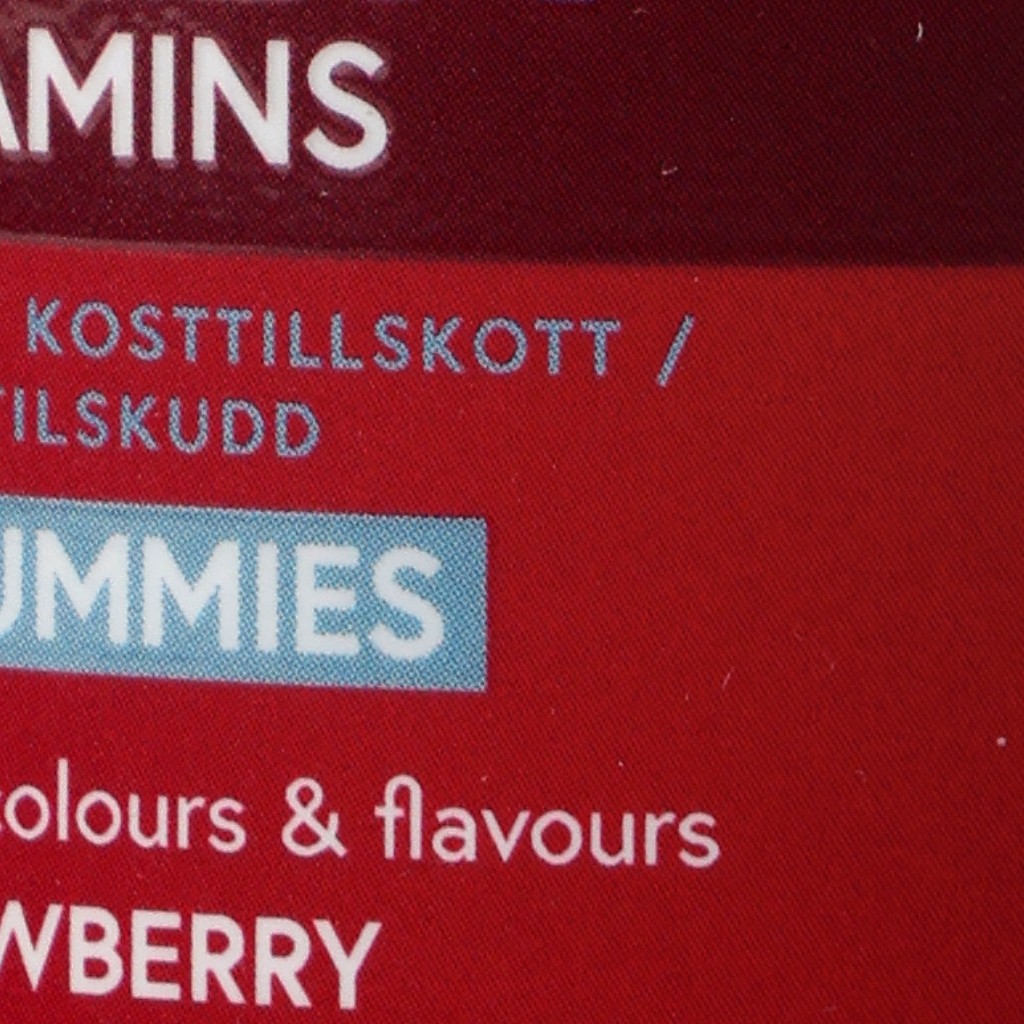 AMINS
KOSTTILLSKOTT /
TILSKUDD
UMMIES
colours & flavours
WBERRY